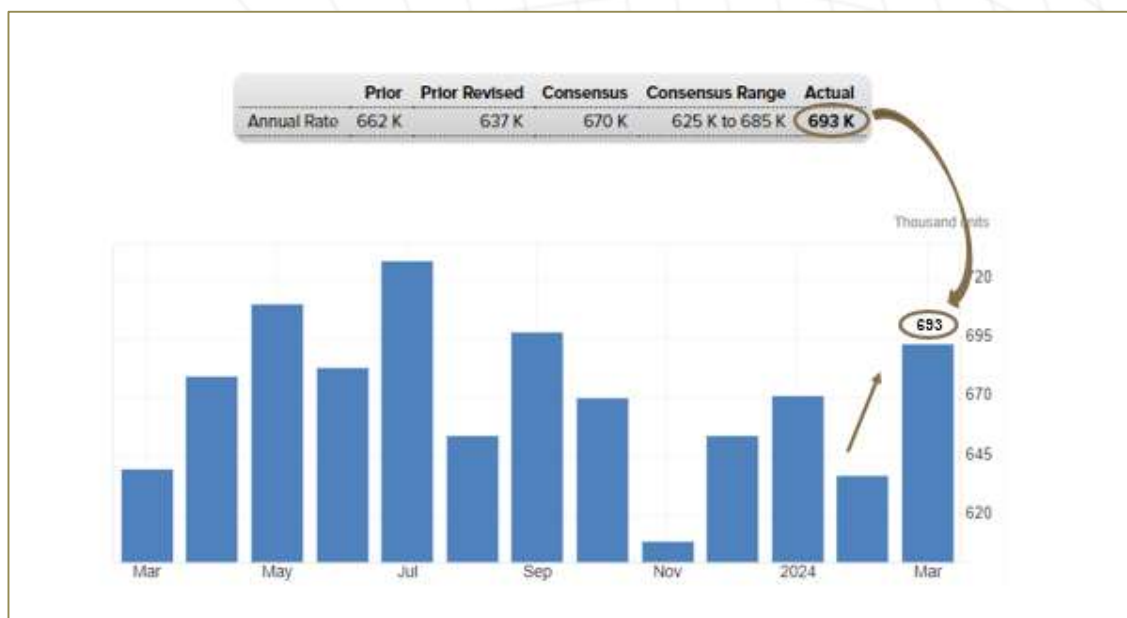 Prior Prior Revised Consensus Consensus Range Actual
Annual Rate 662 K 637 K 670 K 625 K to 685 K 693 K
Thousand units
720
693
695
670
645
620
Mar May Jul Sep Nov 2024 Mar